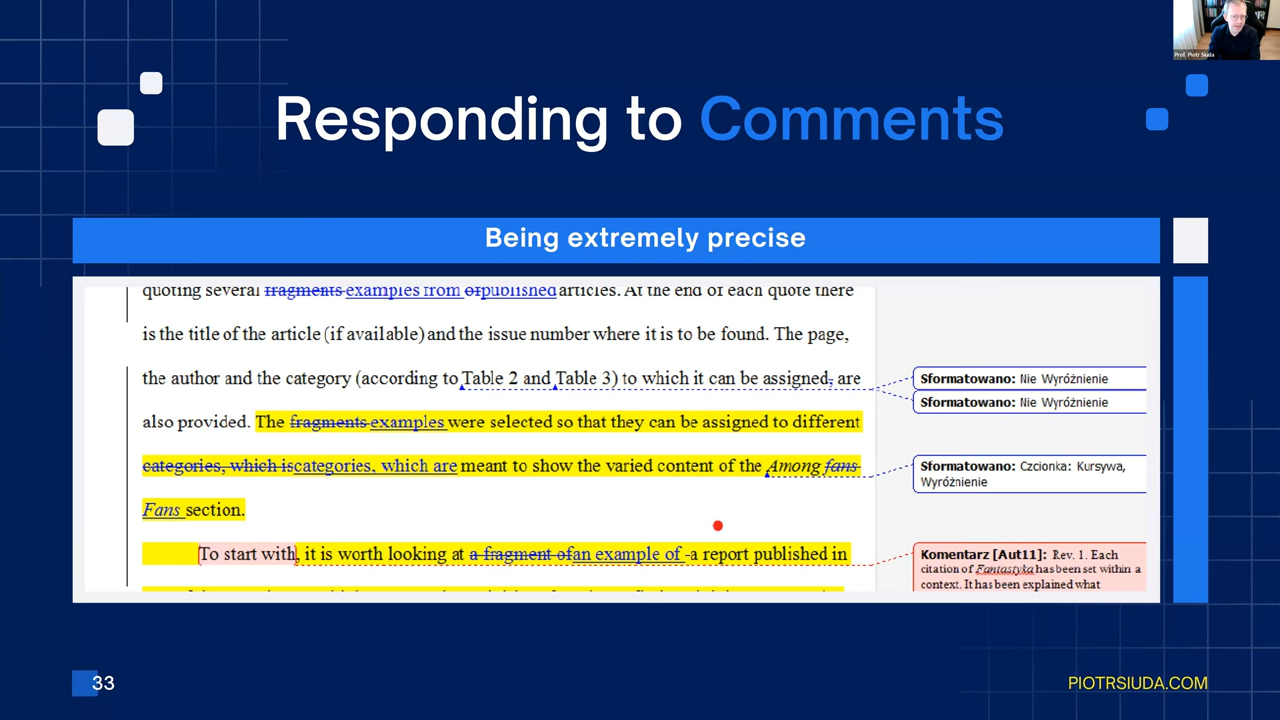 Prof. Piotr Siuda
Responding to Comments
Being extremely precise
quoting several fragments examples from ofpublished articles. At the end of each quote there
is the title of the article (if available) and the issue number where it is to be found. The page,
the author and the category (according to Table 2 and Table 3) to which it can be assigned, are
also provided. The fragments examples were selected so that they can be assigned to different
categories, which iscategories, which are meant to show the varied content of the Among fans
Fans section.
To start with, it is worth looking at a fragment ofan example of -a report published in
Sformatowano: Nie Wyróżnienie
Sformatowano: Nie Wyróżnienie
Sformatowano: Czcionka: Kursywa,
Wyróżnienie
Komentarz [Aut11]: Rev. 1. Each
citation of Fantastyka has been set within a
context. It has been explained what
33
PIOTRSIUDA.COM